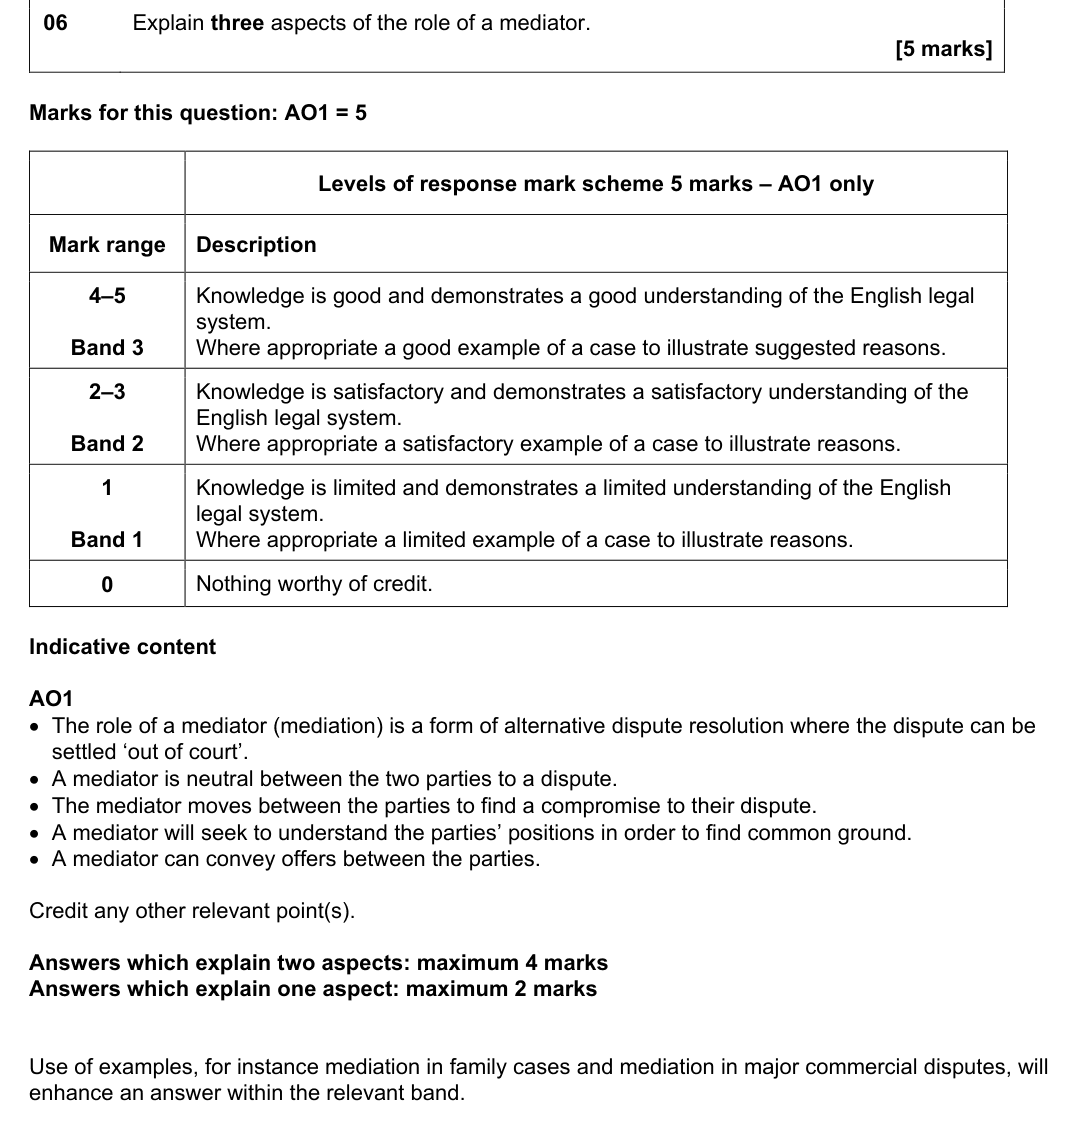 06 Explain three aspects of the role of a mediator.
[5 marks]
Marks for this question: AO1 = 5
Levels of response mark scheme 5 marks – AO1 only
Mark range Description
4–5 Knowledge is good and demonstrates a good understanding of the English legal
system.
Band 3 Where appropriate a good example of a case to illustrate suggested reasons.
2–3 Knowledge is satisfactory and demonstrates a satisfactory understanding of the
English legal system.
Band 2 Where appropriate a satisfactory example of a case to illustrate reasons.
1 Knowledge is limited and demonstrates a limited understanding of the English
legal system.
Band 1 Where appropriate a limited example of a case to illustrate reasons.
0 Nothing worthy of credit.
Indicative content
AO1
• The role of a mediator (mediation) is a form of alternative dispute resolution where the dispute can be
settled ‘out of court’.
• A mediator is neutral between the two parties to a dispute.
• The mediator moves between the parties to find a compromise to their dispute.
• A mediator will seek to understand the parties’ positions in order to find common ground.
• A mediator can convey offers between the parties.
Credit any other relevant point(s).
Answers which explain two aspects: maximum 4 marks
Answers which explain one aspect: maximum 2 marks
Use of examples, for instance mediation in family cases and mediation in major commercial disputes, will
enhance an answer within the relevant band.